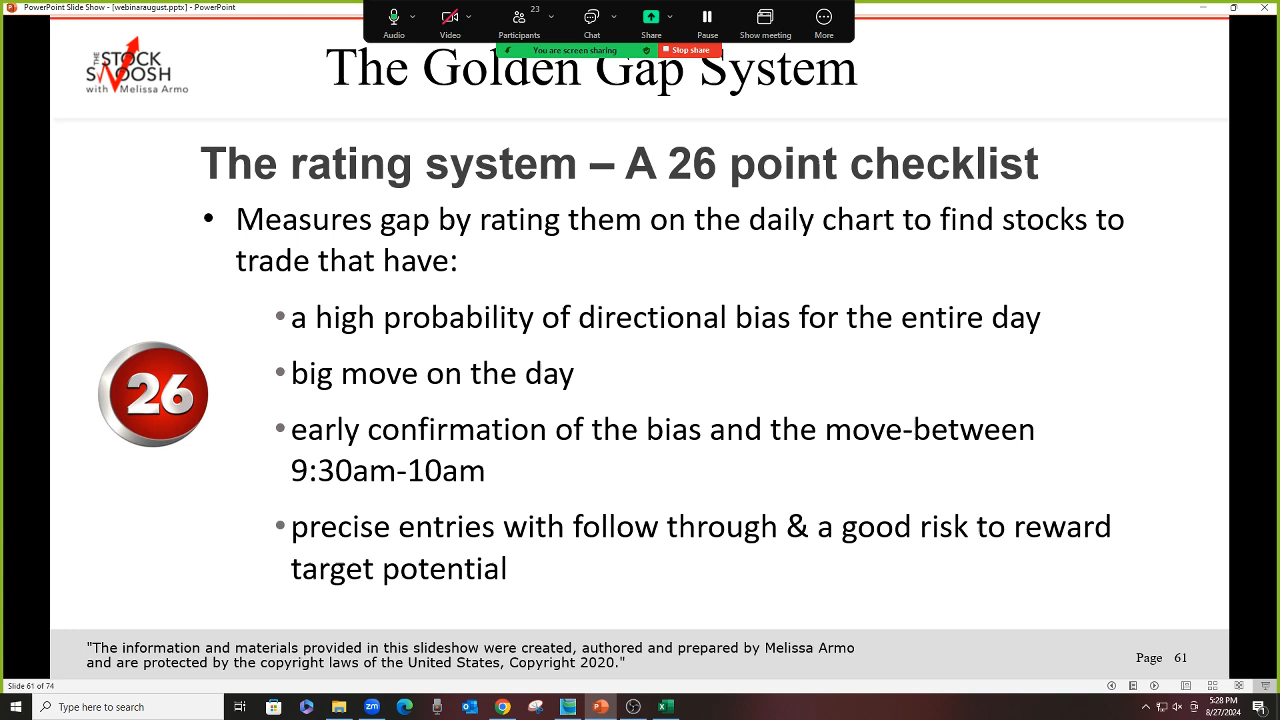 PowerPoint Slide Show - [webinaraugust.pptx] - PowerPoint
23
Audio Video Participants Chat Share Pause Show meeting More
You are screen sharing Stop share
THE STOCK SWOOSH
with Melissa Armo
The Golden Gap System
The rating system – A 26 point checklist
• Measures gap by rating them on the daily chart to find stocks to
trade that have:
• a high probability of directional bias for the entire day
• big move on the day
26
• early confirmation of the bias and the move-between
9:30am-10am
• precise entries with follow through & a good risk to reward
target potential
"The information and materials provided in this slideshow were created, authored and prepared by Melissa Armo
and are protected by the copyright laws of the United States, Copyright 2020."
Page 61
Slide 61 of 74
Type here to search
5:28 PM
8/27/2024